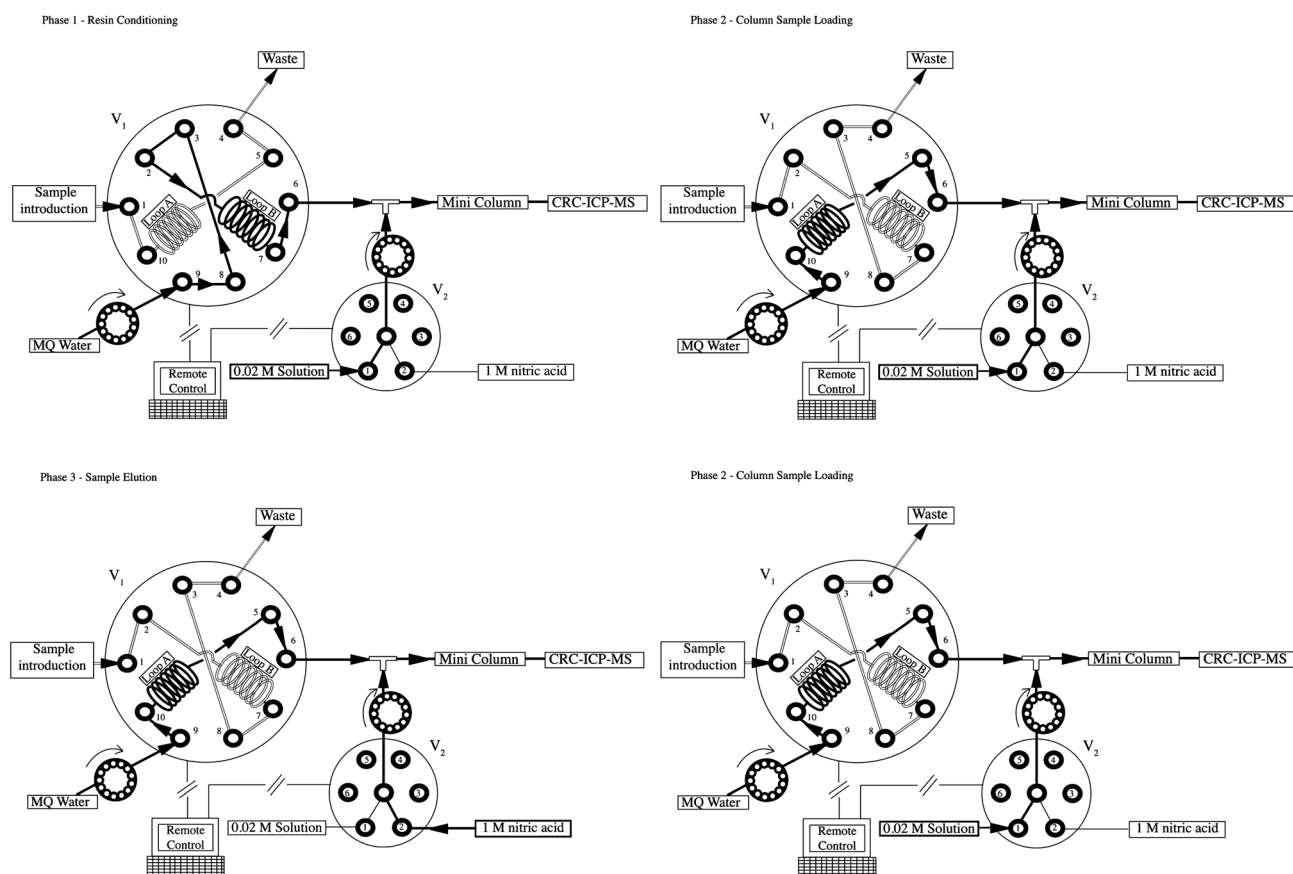 Phase 1 - Resin Conditioning
Waste
V1
3
4
2
5
Sample
introduction
1
Loop A
Loop B
6
Mini Column
CRC-ICP-MS
10
7
9
8
V2
5
4
6
3
MQ Water
1
2
Remote
Control
0.02 M Solution
1 M nitric acid
Phase 2 - Column Sample Loading
Waste
V1
3
4
2
5
Sample
introduction
1
Loop A
Loop B
6
Mini Column
CRC-ICP-MS
10
7
9
8
V2
5
4
6
3
MQ Water
1
2
Remote
Control
0.02 M Solution
1 M nitric acid
Phase 3 - Sample Elution
Waste
V1
3
4
2
5
Sample
introduction
1
Loop A
Loop B
6
Mini Column
CRC-ICP-MS
10
7
9
8
V2
5
4
6
3
MQ Water
1
2
Remote
Control
0.02 M Solution
1 M nitric acid
Phase 2 - Column Sample Loading
Waste
V1
3
4
2
5
Sample
introduction
1
Loop A
Loop B
6
Mini Column
CRC-ICP-MS
10
7
9
8
V2
5
4
6
3
MQ Water
1
2
Remote
Control
0.02 M Solution
1 M nitric acid